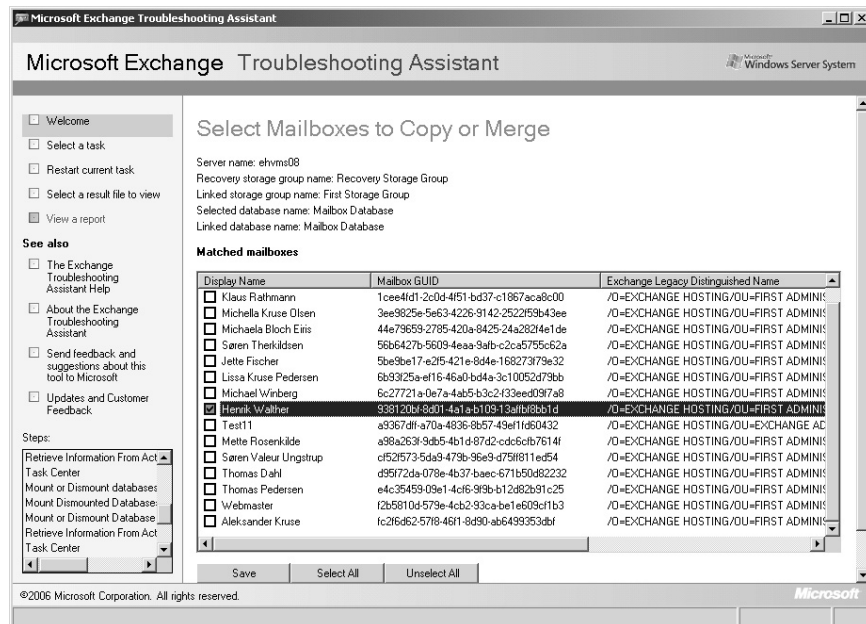 Microsoft Exchange Troubleshooting Assistant
Microsoft Exchange Troubleshooting Assistant
Microsoft
Windows Server System
Welcome
Select a task
Restart current task
Select a result file to view
View a report
See also
The Exchange
Troubleshooting
Assistant Help
About the Exchange
Troubleshooting
Assistant
Send feedback and
suggestions about this
tool to Microsoft
Updates and Customer
Feedback
Steps:
Retrieve Information From Act
Task Center
Mount or Dismount databases
Mount Dismounted Database
Mount or Dismount Database
Retrieve Information From Act
Task Center
Select Mailboxes to Copy or Merge
Server name: ehvms08
Recovery storage group name: Recovery Storage Group
Linked storage group name: First Storage Group
Selected database name: Mailbox Database
Linked database name: Mailbox Database
Matched mailboxes
Display Name Mailbox GUID Exchange Legacy Distinguished Name
Klaus Rathmann 1cee4fd1-2c0d-4f51-bd37-c1867aca8c00 /O=EXCHANGE HOSTING/OU=FIRST ADMINIS
Michella Kruse Olsen 3ee9825e-5e63-4226-9142-2522f59b43ee /O=EXCHANGE HOSTING/OU=FIRST ADMINIS
Michaela Bloch Eiris 44e79659-2785-420a-8425-24a282f4e1de /O=EXCHANGE HOSTING/OU=FIRST ADMINIS
Søren Therkildsen 56b6427b-5609-4eaa-9afb-c2ca5755c62a /O=EXCHANGE HOSTING/OU=FIRST ADMINIS
Jette Fischer 5be9be17-e2f5-421e-8d4e-168273f79e32 /O=EXCHANGE HOSTING/OU=FIRST ADMINIS
Lissa Kruse Pedersen 6b93f25a-ef16-46a0-bd4a-3c10052d79bb /O=EXCHANGE HOSTING/OU=FIRST ADMINIS
Michael Winberg 6c27721a-0e7a-4ab5-b3c2-f33eed09f7a8 /O=EXCHANGE HOSTING/OU=FIRST ADMINIS
Henrik Walther 938120bf-8d01-4a1a-b109-13affbf8bb1d /O=EXCHANGE HOSTING/OU=FIRST ADMINIS
Test11 a9367dff-a70a-4836-8b57-49ef1fd60432 /O=EXCHANGE HOSTING/OU=EXCHANGE AD
Mette Rosenkilde a98a263f-9db5-4b1d-87d2-cdc6cfb7614f /O=EXCHANGE HOSTING/OU=FIRST ADMINIS
Søren Valeur Ungstrup cf52f573-5da9-479b-96e9-d75ff811ed54 /O=EXCHANGE HOSTING/OU=FIRST ADMINIS
Thomas Dahl d95f72da-078e-4b37-baec-671b50d82232 /O=EXCHANGE HOSTING/OU=FIRST ADMINIS
Thomas Pedersen e4c35459-09e1-4cf6-9f9b-b12d82b91c25 /O=EXCHANGE HOSTING/OU=FIRST ADMINIS
Webmaster f2b5810d-579e-4cb2-93ca-be1e609cf1b3 /O=EXCHANGE HOSTING/OU=FIRST ADMINIS
Aleksander Kruse fc2f6d62-57f8-46f1-8d90-ab6499353dbf /O=EXCHANGE HOSTING/OU=FIRST ADMINIS
Save Select All Unselect All
©2006 Microsoft Corporation. All rights reserved.
Microsoft